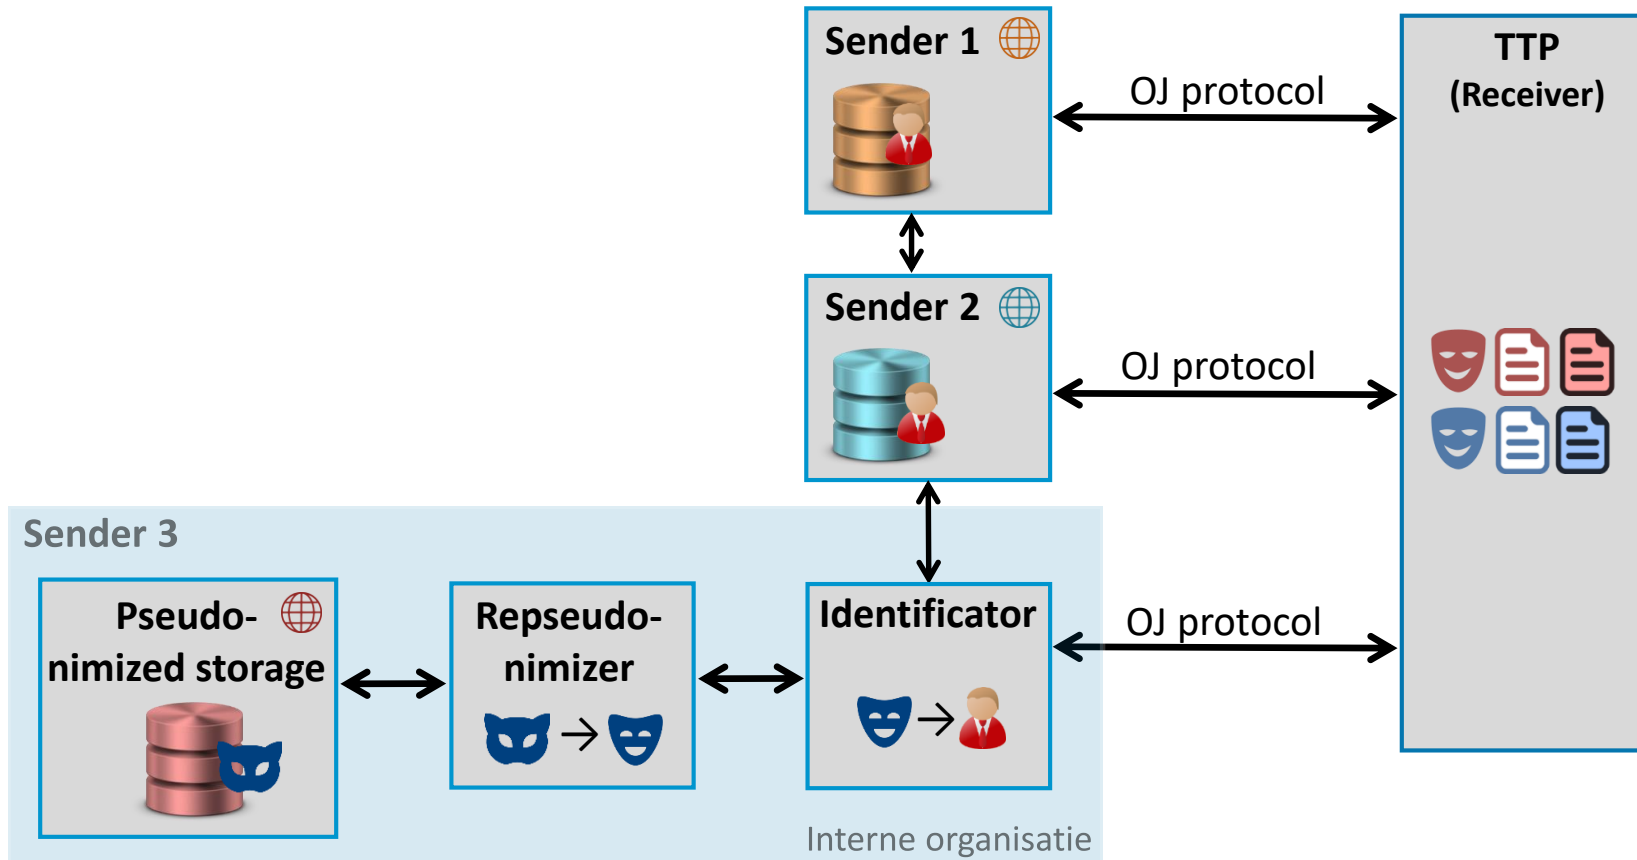 Sender 1
OJ protocol
TTP
(Receiver)
Sender 2
OJ protocol
Sender 3
Pseudo-
nimized storage
Repseudo-
nimizer
Identificator
OJ protocol
Interne organisatie